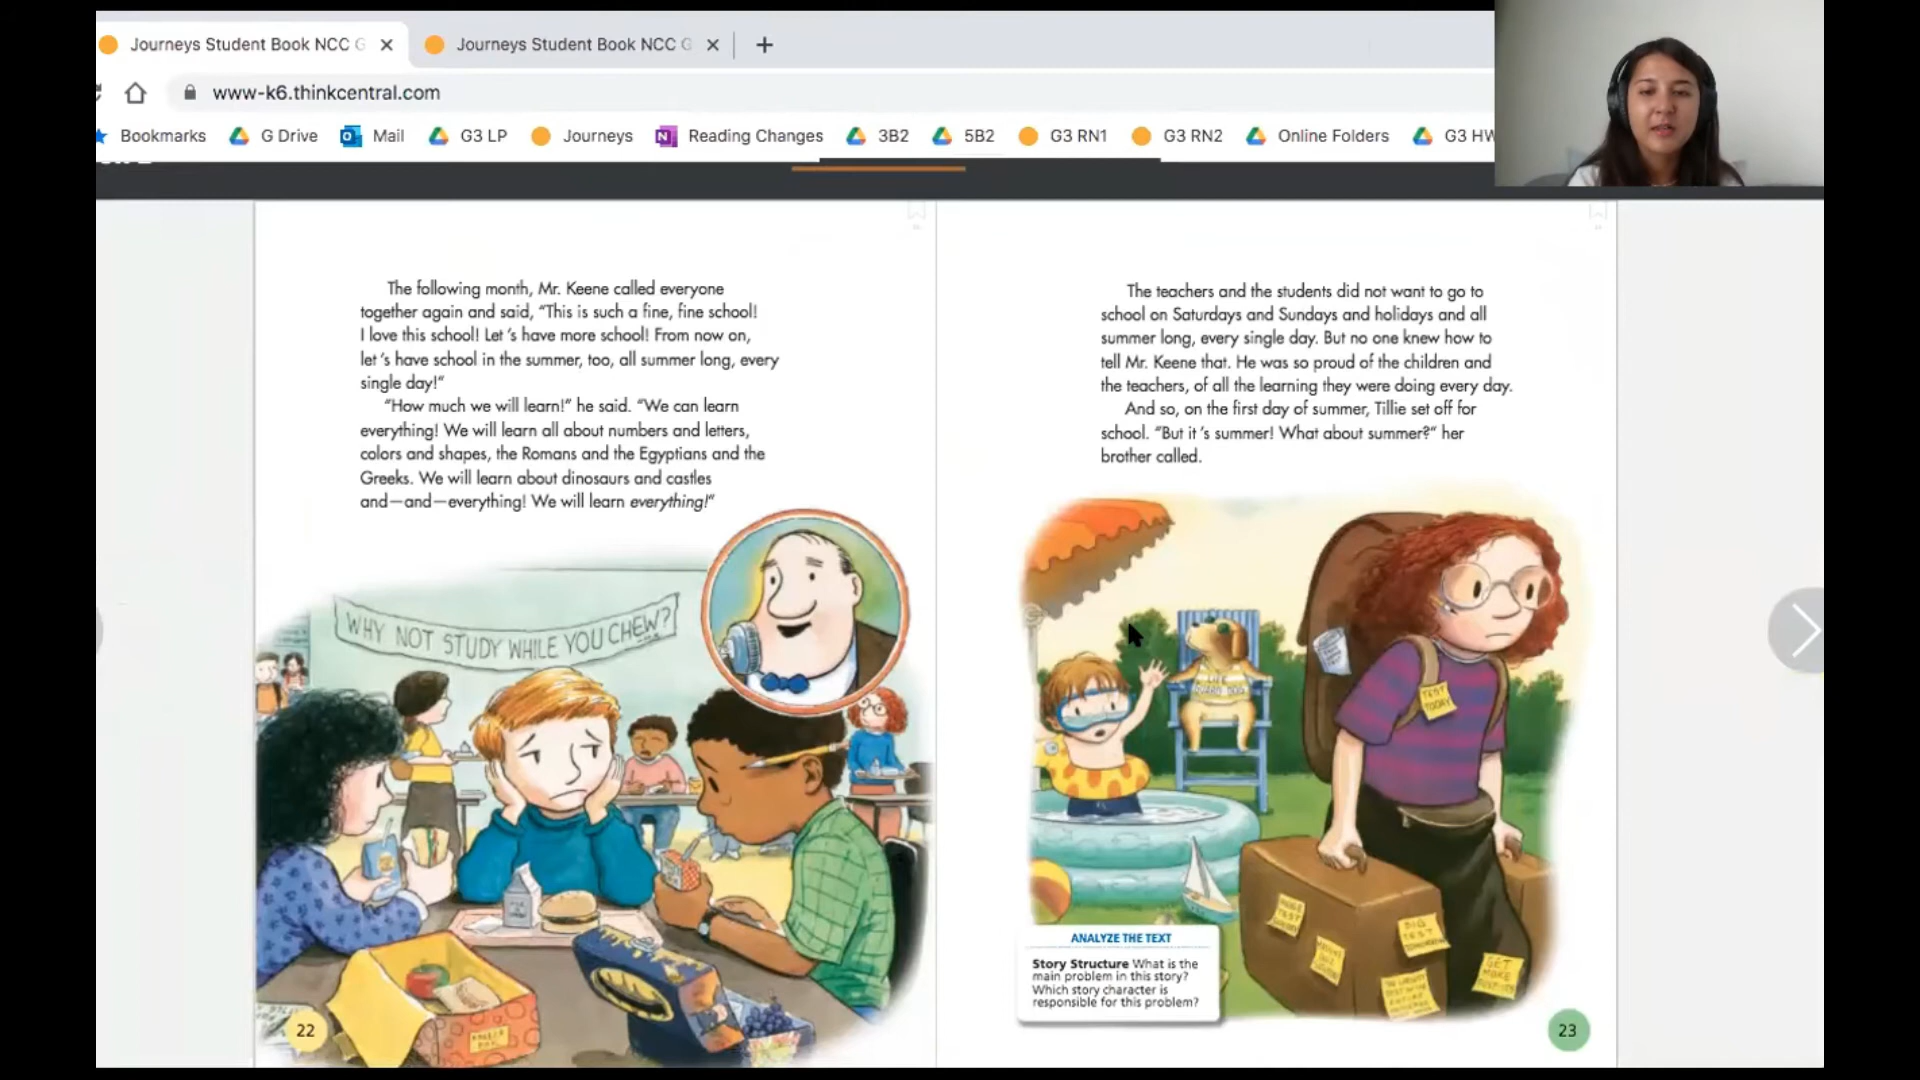 Journeys Student Book NCC G
Journeys Student Book NCC G
www-k6.thinkcentral.com
Bookmarks G Drive Mail G3 LP Journeys Reading Changes 3B2 5B2 G3 RN1 G3 RN2 Online Folders G3 HW
The following month, Mr. Keene called everyone
together again and said, “This is such a fine, fine school!
I love this school! Let’s have more school! From now on,
let’s have school in the summer, too, all summer long, every
single day!”
“How much we will learn!” he said. “We can learn
everything! We will learn all about numbers and letters,
colors and shapes, the Romans and the Egyptians and the
Greeks. We will learn about dinosaurs and castles
and—and—everything! We will learn everything!”
WHY NOT STUDY WHILE YOU CHEW?
22
The teachers and the students did not want to go to
school on Saturdays and Sundays and holidays and all
summer long, every single day. But no one knew how to
tell Mr. Keene that. He was so proud of the children and
the teachers, of all the learning they were doing every day.
And so, on the first day of summer, Tillie set off for
school. “But it’s summer! What about summer?” her
brother called.
LIFE
GUARD DOG
TEST
TODAY
BIG
TEST
TOMORROW
ANALYZE THE TEXT
Story Structure What is the
main problem in this story?
Which story character is
responsible for this problem?
23